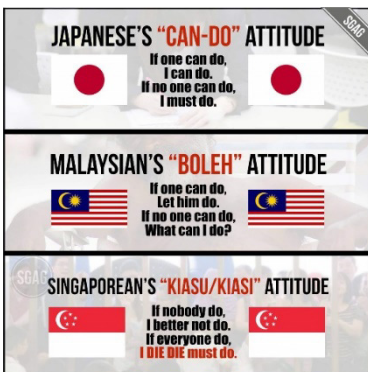 SGAG
JAPANESE'S “CAN-DO” ATTITUDE
If one can do,
I can do.
If no one can do,
I must do.
MALAYSIAN'S “BOLEH” ATTITUDE
If one can do,
Let him do.
If no one can do,
What can I do?
SGAG
SINGAPOREAN'S “KIASU/KIASI” ATTITUDE
If nobody do,
I better not do.
If everyone do,
I DIE DIE must do.